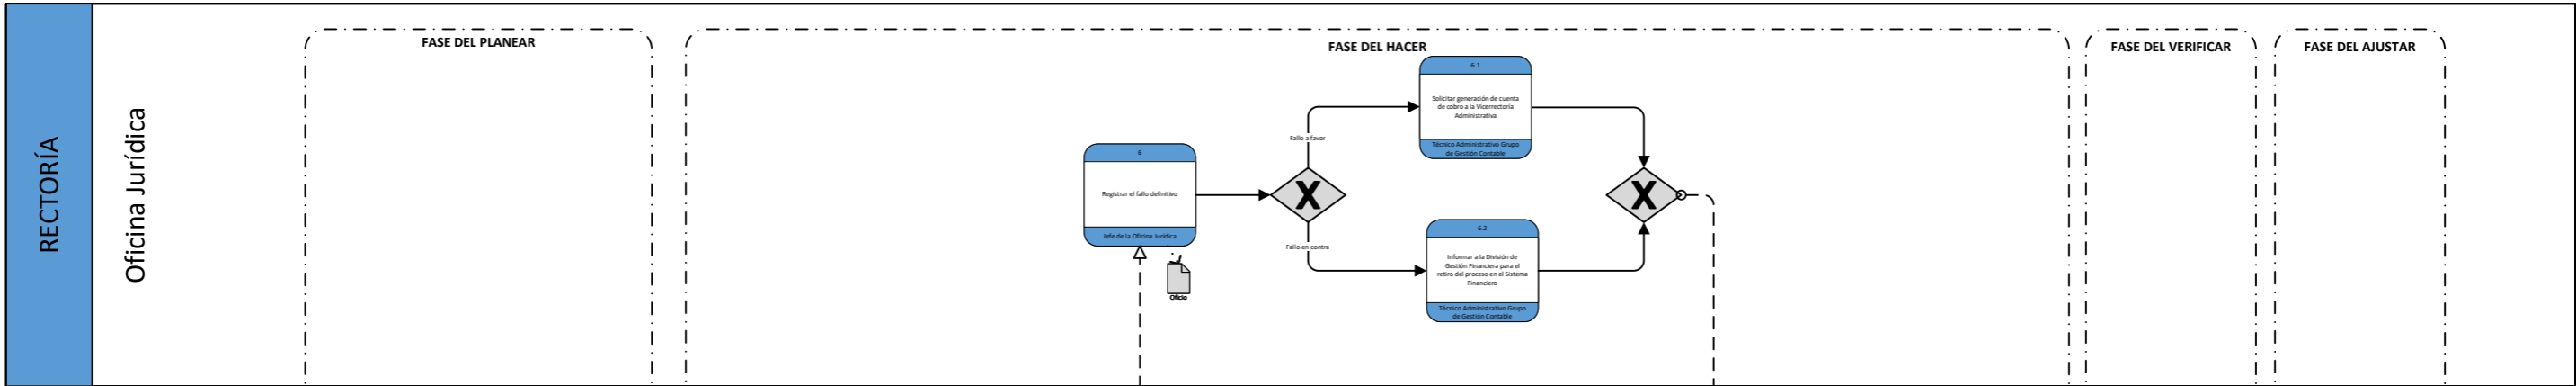 RECTORÍA
Oficina Jurídica
FASE DEL PLANEAR
FASE DEL HACER
FASE DEL VERIFICAR
FASE DEL AJUSTAR
6
Registrar el fallo definitivo
Jefe de la Oficina Jurídica
Oficio
X
Fallo a favor
Fallo en contra
6.1
Solicitar generación de cuenta
de cobro a la Vicerrectoría
Administrativa
Técnico Administrativo Grupo
de Gestión Contable
6.2
Informar a la División de
Gestión Financiera para el
retiro del proceso en el Sistema
Financiero
Técnico Administrativo Grupo
de Gestión Contable
X